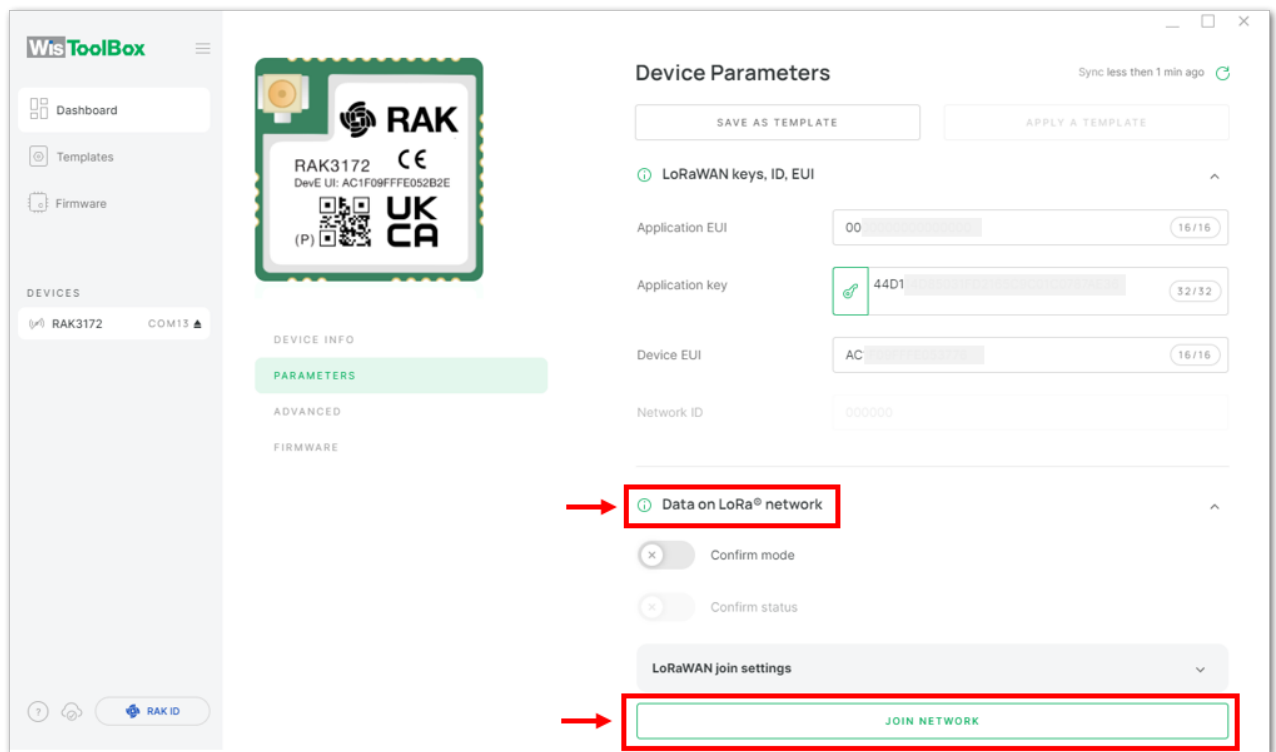 WisToolBox
Dashboard
Templates
Firmware
DEVICES
RAK3172 COM13
RAK ID
RAK
RAK3172
DevE UI: AC1F09FFFE052B2E
(P)
UK
CA
DEVICE INFO
PARAMETERS
ADVANCED
FIRMWARE
Device Parameters
Sync less then 1 min ago
SAVE AS TEMPLATE
APPLY A TEMPLATE
LoRaWAN keys, ID, EUI
Application EUI 00 16/16
Application key 44D1 32/32
Device EUI AC 16/16
Network ID 000000
Data on LoRa® network
Confirm mode
Confirm status
LoRaWAN join settings
JOIN NETWORK